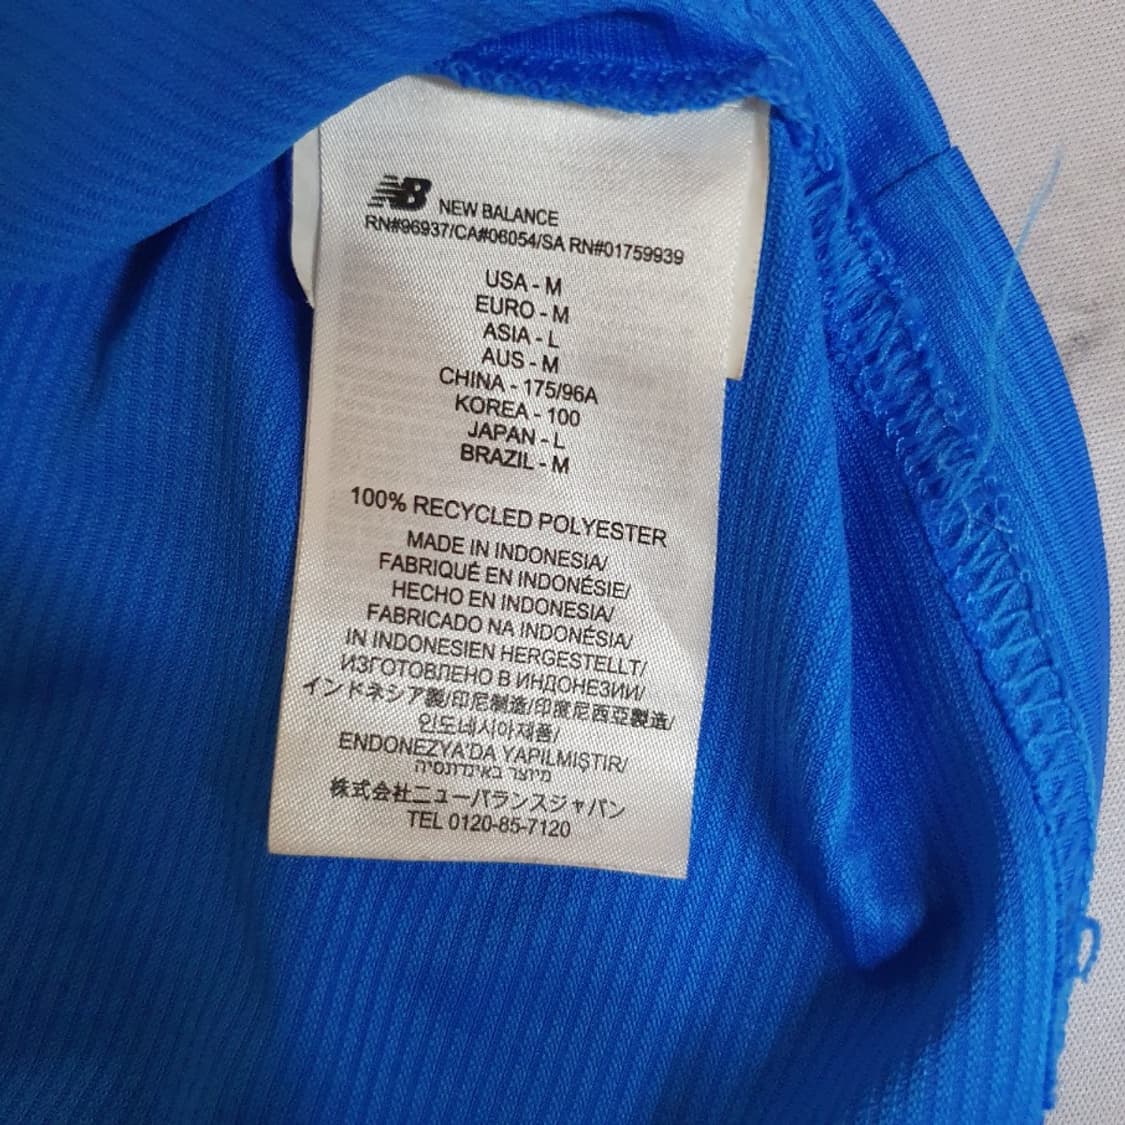 NB NEW BALANCE
RN#96937/CA#06054/SA RN#01759939
USA - M
EURO - M
ASIA - L
AUS - M
CHINA - 175/96A
KOREA - 100
JAPAN - L
BRAZIL - M
100% RECYCLED POLYESTER
MADE IN INDONESIA/
FABRIQUÉ EN INDONÉSIE/
HECHO EN INDONESIA/
FABRICADO NA INDONÉSIA/
IN INDONESIEN HERGESTELLT/
ИЗГОТОВЛЕНО В ИНДОНЕЗИИ/
インドネシア製/印尼制造/印度尼西亞製造/
인도네시아제품/
ENDONEZYA'DA YAPILMIŞTIR/
מיוצר באינדונסיה
株式会社ニューバランスジャパン
TEL 0120-85-7120